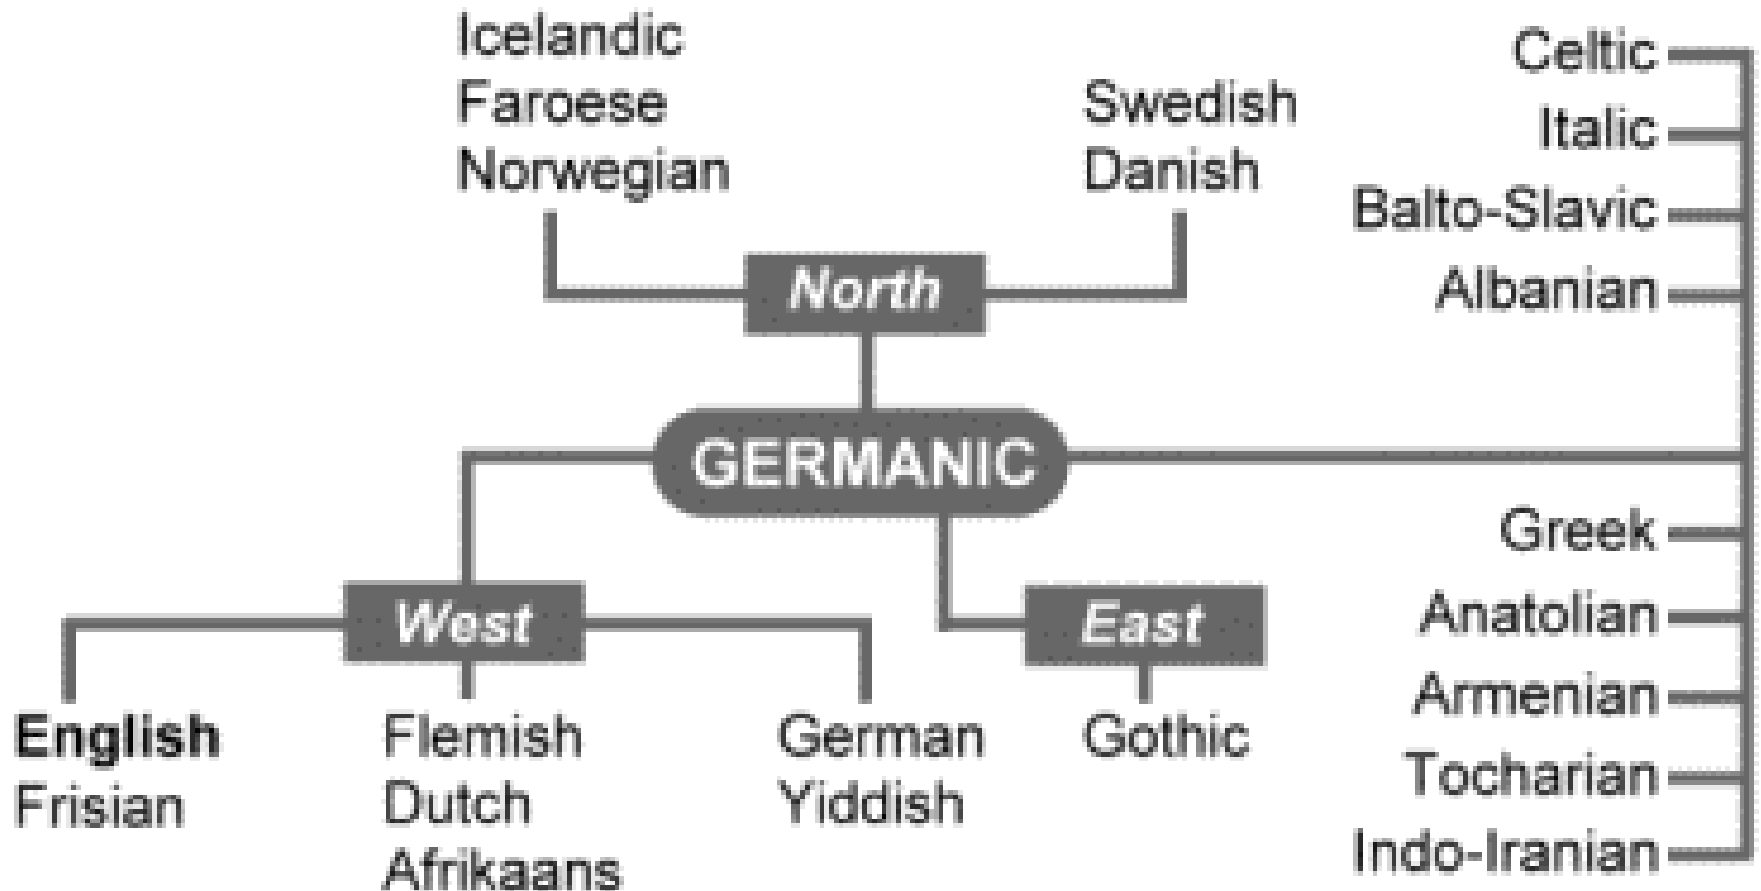 Icelandic
Faroese
Norwegian
Swedish
Danish
North
GERMANIC
West
East
English
Frisian
Flemish
Dutch
Afrikaans
German
Yiddish
Gothic
Celtic
Italic
Balto-Slavic
Albanian
Greek
Anatolian
Armenian
Tocharian
Indo-Iranian